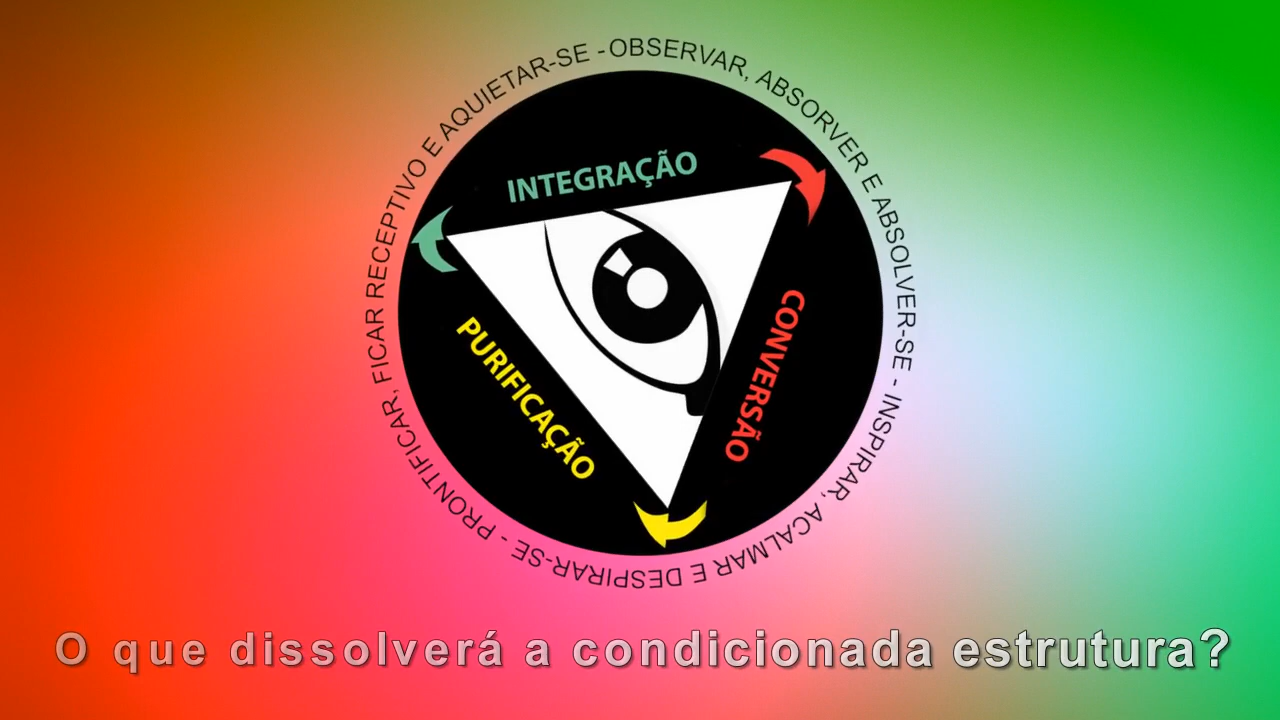 OBSERVAR, ABSORVER E ABSOLVER-SE - INSPIRAR, ACALMAR E DESPIRAR-SE - PRONTIFICAR, FICAR RECEPTIVO E AQUIETAR-SE -
INTEGRAÇÃO
CONVERSÃO
PURIFICAÇÃO
O que dissolverá a condicionada estrutura?